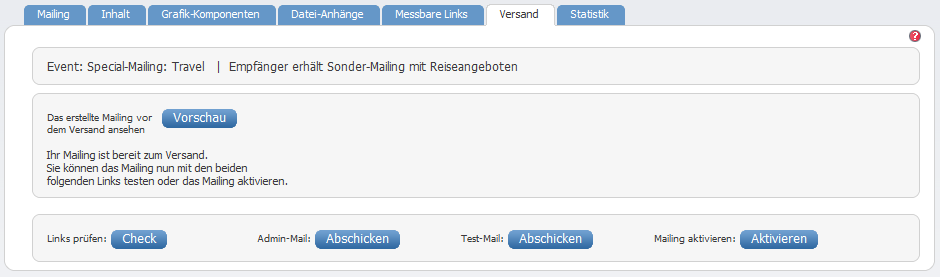 Mailing Inhalt Grafik-Komponenten Datei-Anhänge Messbare Links Versand Statistik
?
Event: Special-Mailing: Travel | Empfänger erhält Sonder-Mailing mit Reiseangeboten
Das erstellte Mailing vor
dem Versand ansehen
Vorschau
Ihr Mailing ist bereit zum Versand.
Sie können das Mailing nun mit den beiden
folgenden Links testen oder das Mailing aktivieren.
Links prüfen: Check Admin-Mail: Abschicken Test-Mail: Abschicken Mailing aktivieren: Aktivieren